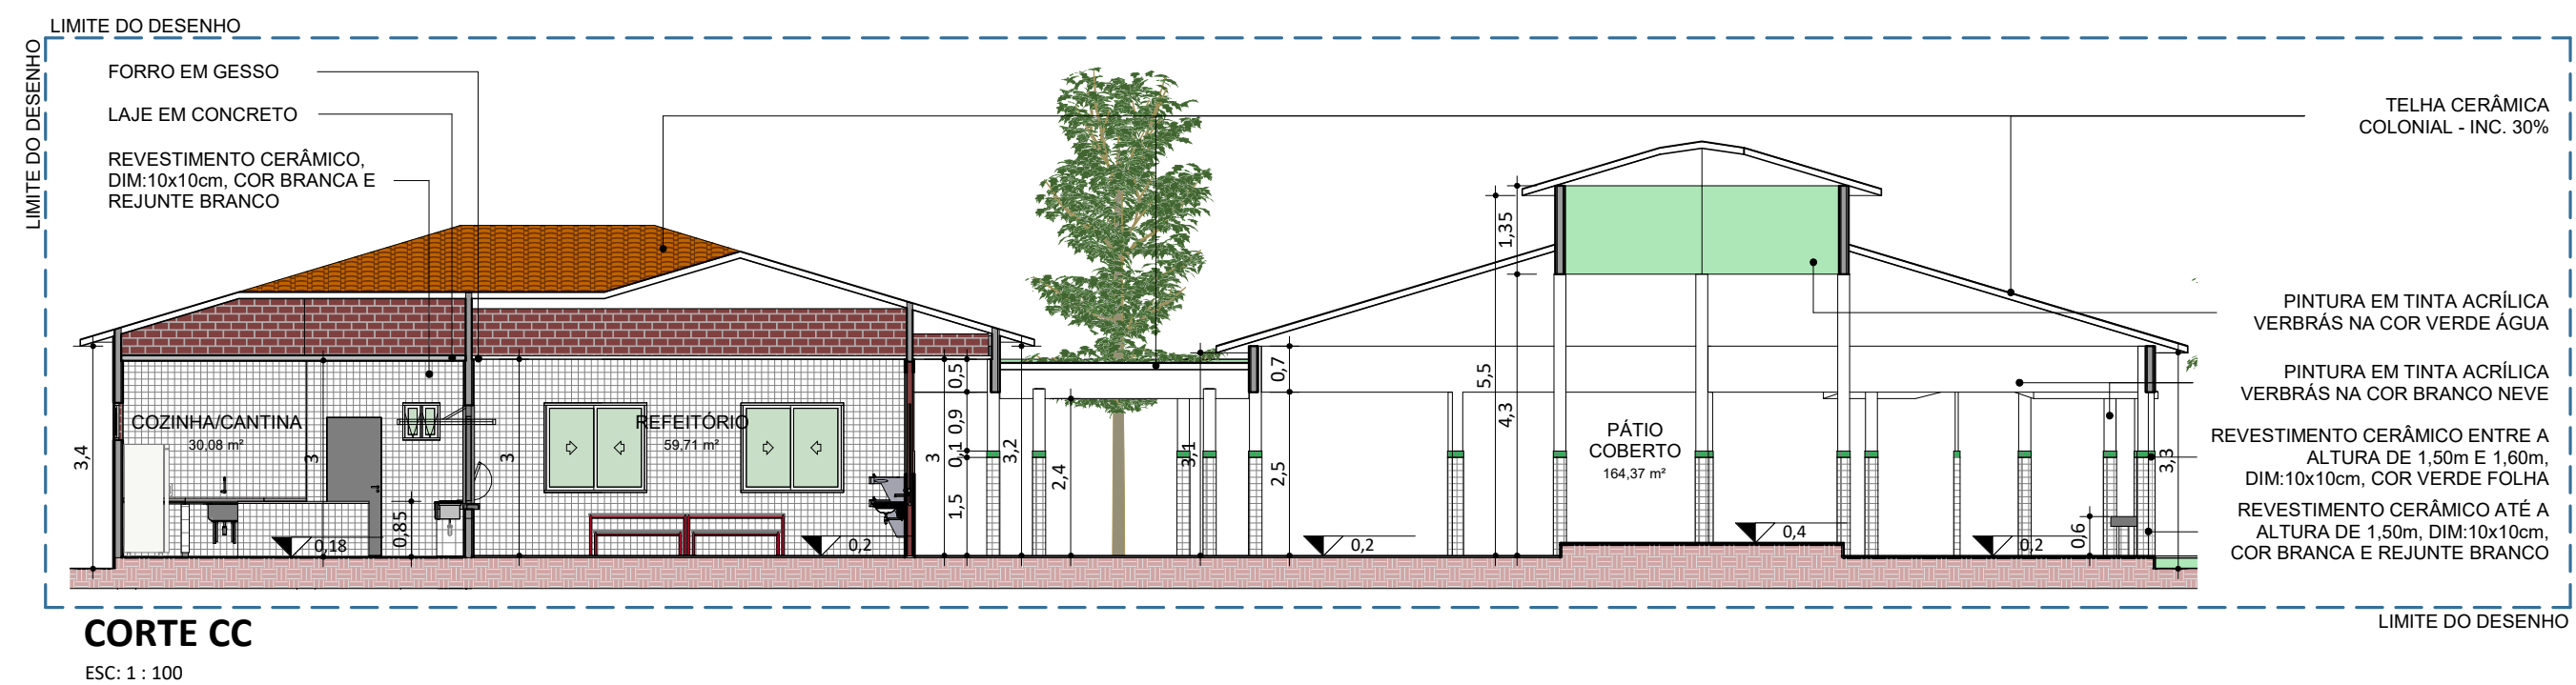 LIMITE DO DESENHO
LIMITE DO DESENHO
FORRO EM GESSO
LAJE EM CONCRETO
REVESTIMENTO CERÂMICO,
DIM:10x10cm, COR BRANCA E
REJUNTE BRANCO
TELHA CERÂMICA
COLONIAL - INC. 30%
PINTURA EM TINTA ACRÍLICA
VERBRÁS NA COR VERDE ÁGUA
PINTURA EM TINTA ACRÍLICA
VERBRÁS NA COR BRANCO NEVE
REVESTIMENTO CERÂMICO ENTRE A
ALTURA DE 1,50m E 1,60m,
DIM:10x10cm, COR VERDE FOLHA
REVESTIMENTO CERÂMICO ATÉ A
ALTURA DE 1,50m, DIM:10x10cm,
COR BRANCA E REJUNTE BRANCO
COZINHA/CANTINA
30,08 m²
REFEITÓRIO
59,71 m²
PÁTIO
COBERTO
164,37 m²
3,4
3
0,85
3
3
0,5
0,9
0,1
1,5
3,2
2,4
3,1
0,7
2,5
5,5
1,35
4,3
0,6
3,3
0,18
0,2
0,2
0,4
0,2
LIMITE DO DESENHO
CORTE CC
ESC: 1 : 100